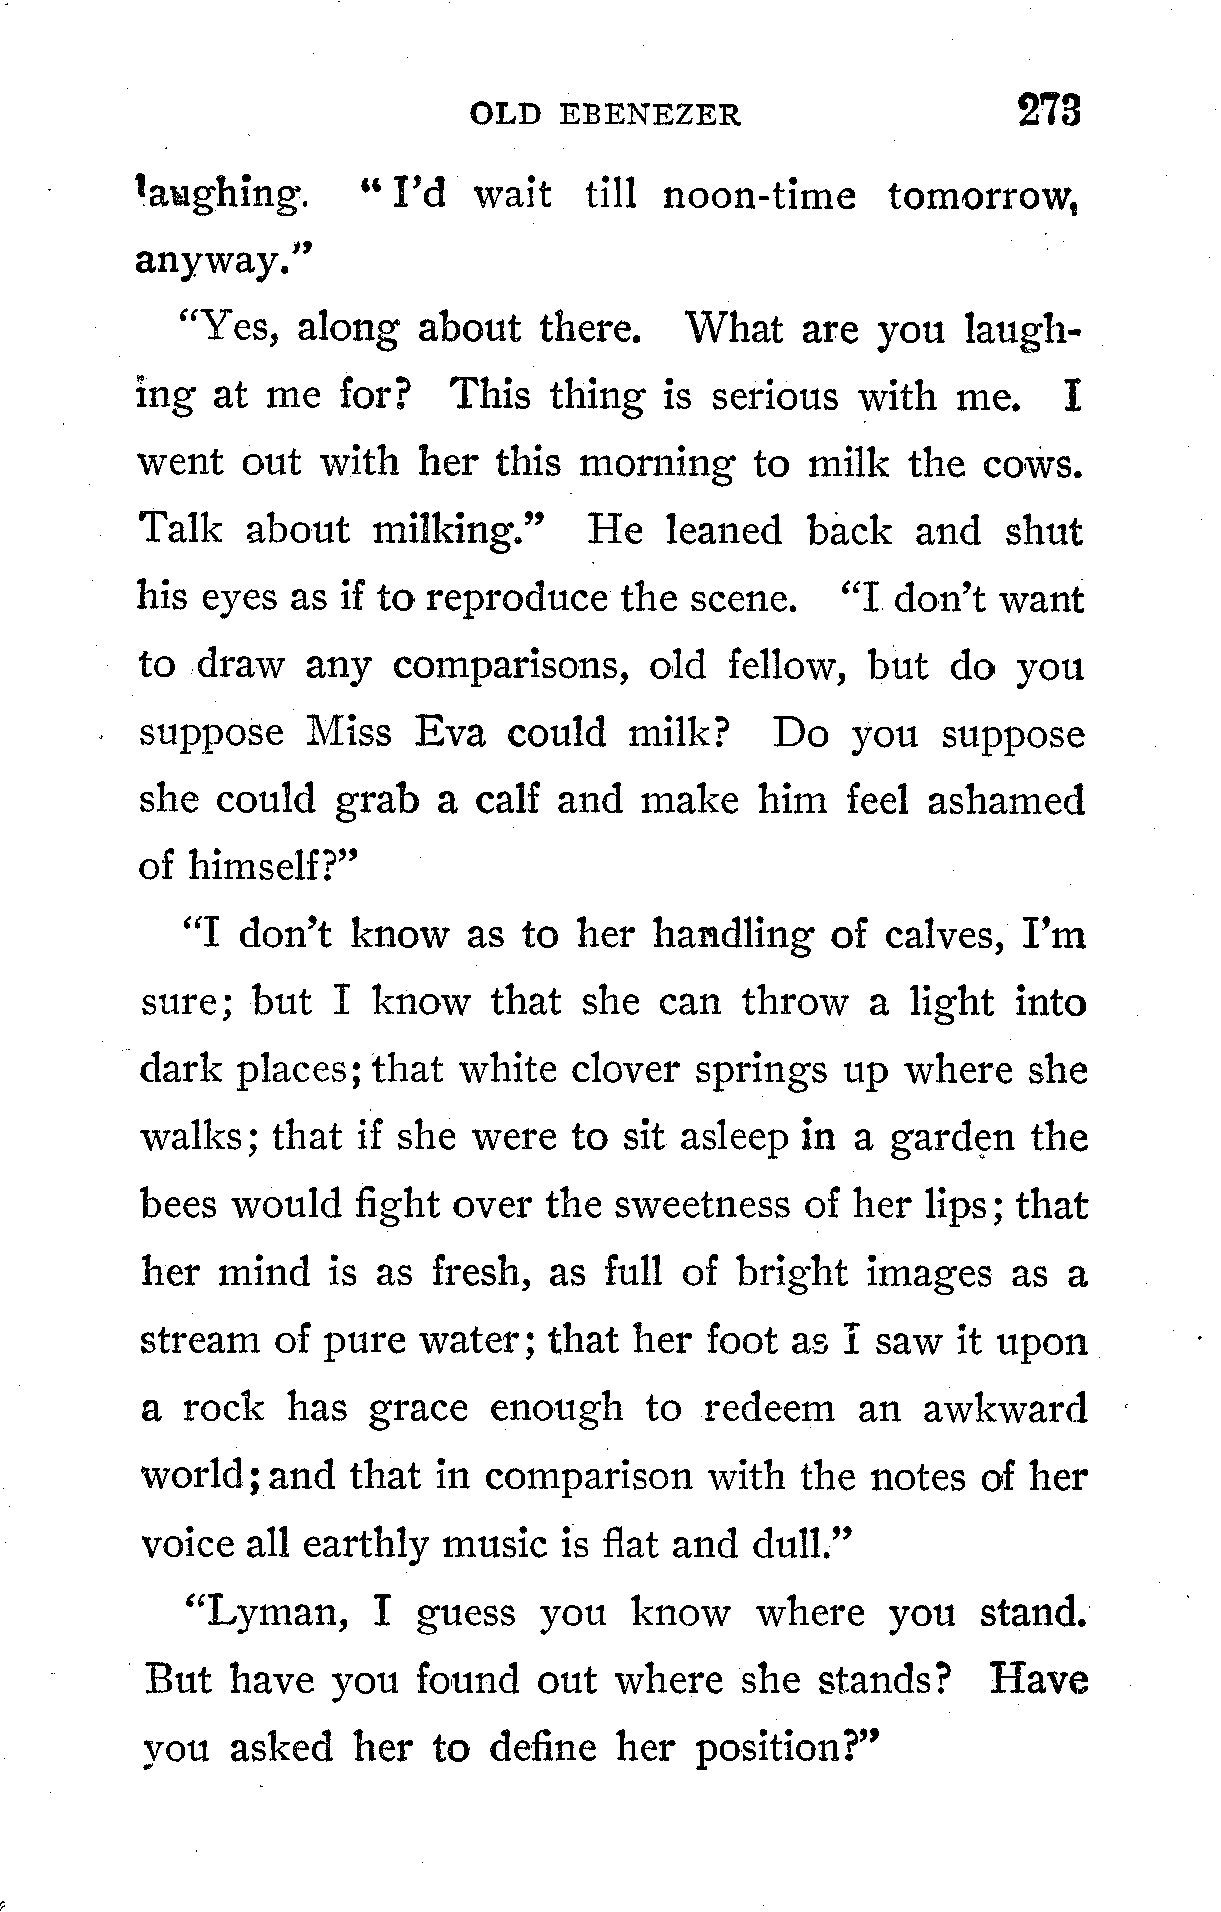 OLD EBENEZER 273
laughing. "I'd wait till noon-time tomorrow,
anyway."
"Yes, along about there. What are you laugh-
ing at me for? This thing is serious with me. I
went out with her this morning to milk the cows.
Talk about milking." He leaned back and shut
his eyes as if to reproduce the scene. "I don't want
to draw any comparisons, old fellow, but do you
suppose Miss Eva could milk? Do you suppose
she could grab a calf and make him feel ashamed
of himself?"
"I don't know as to her handling of calves, I'm
sure; but I know that she can throw a light into
dark places; that white clover springs up where she
walks; that if she were to sit asleep in a garden the
bees would fight over the sweetness of her lips; that
her mind is as fresh, as full of bright images as a
stream of pure water; that her foot as I saw it upon
a rock has grace enough to redeem an awkward
world; and that in comparison with the notes of her
voice all earthly music is flat and dull."
"Lyman, I guess you know where you stand.
But have you found out where she stands? Have
you asked her to define her position?"